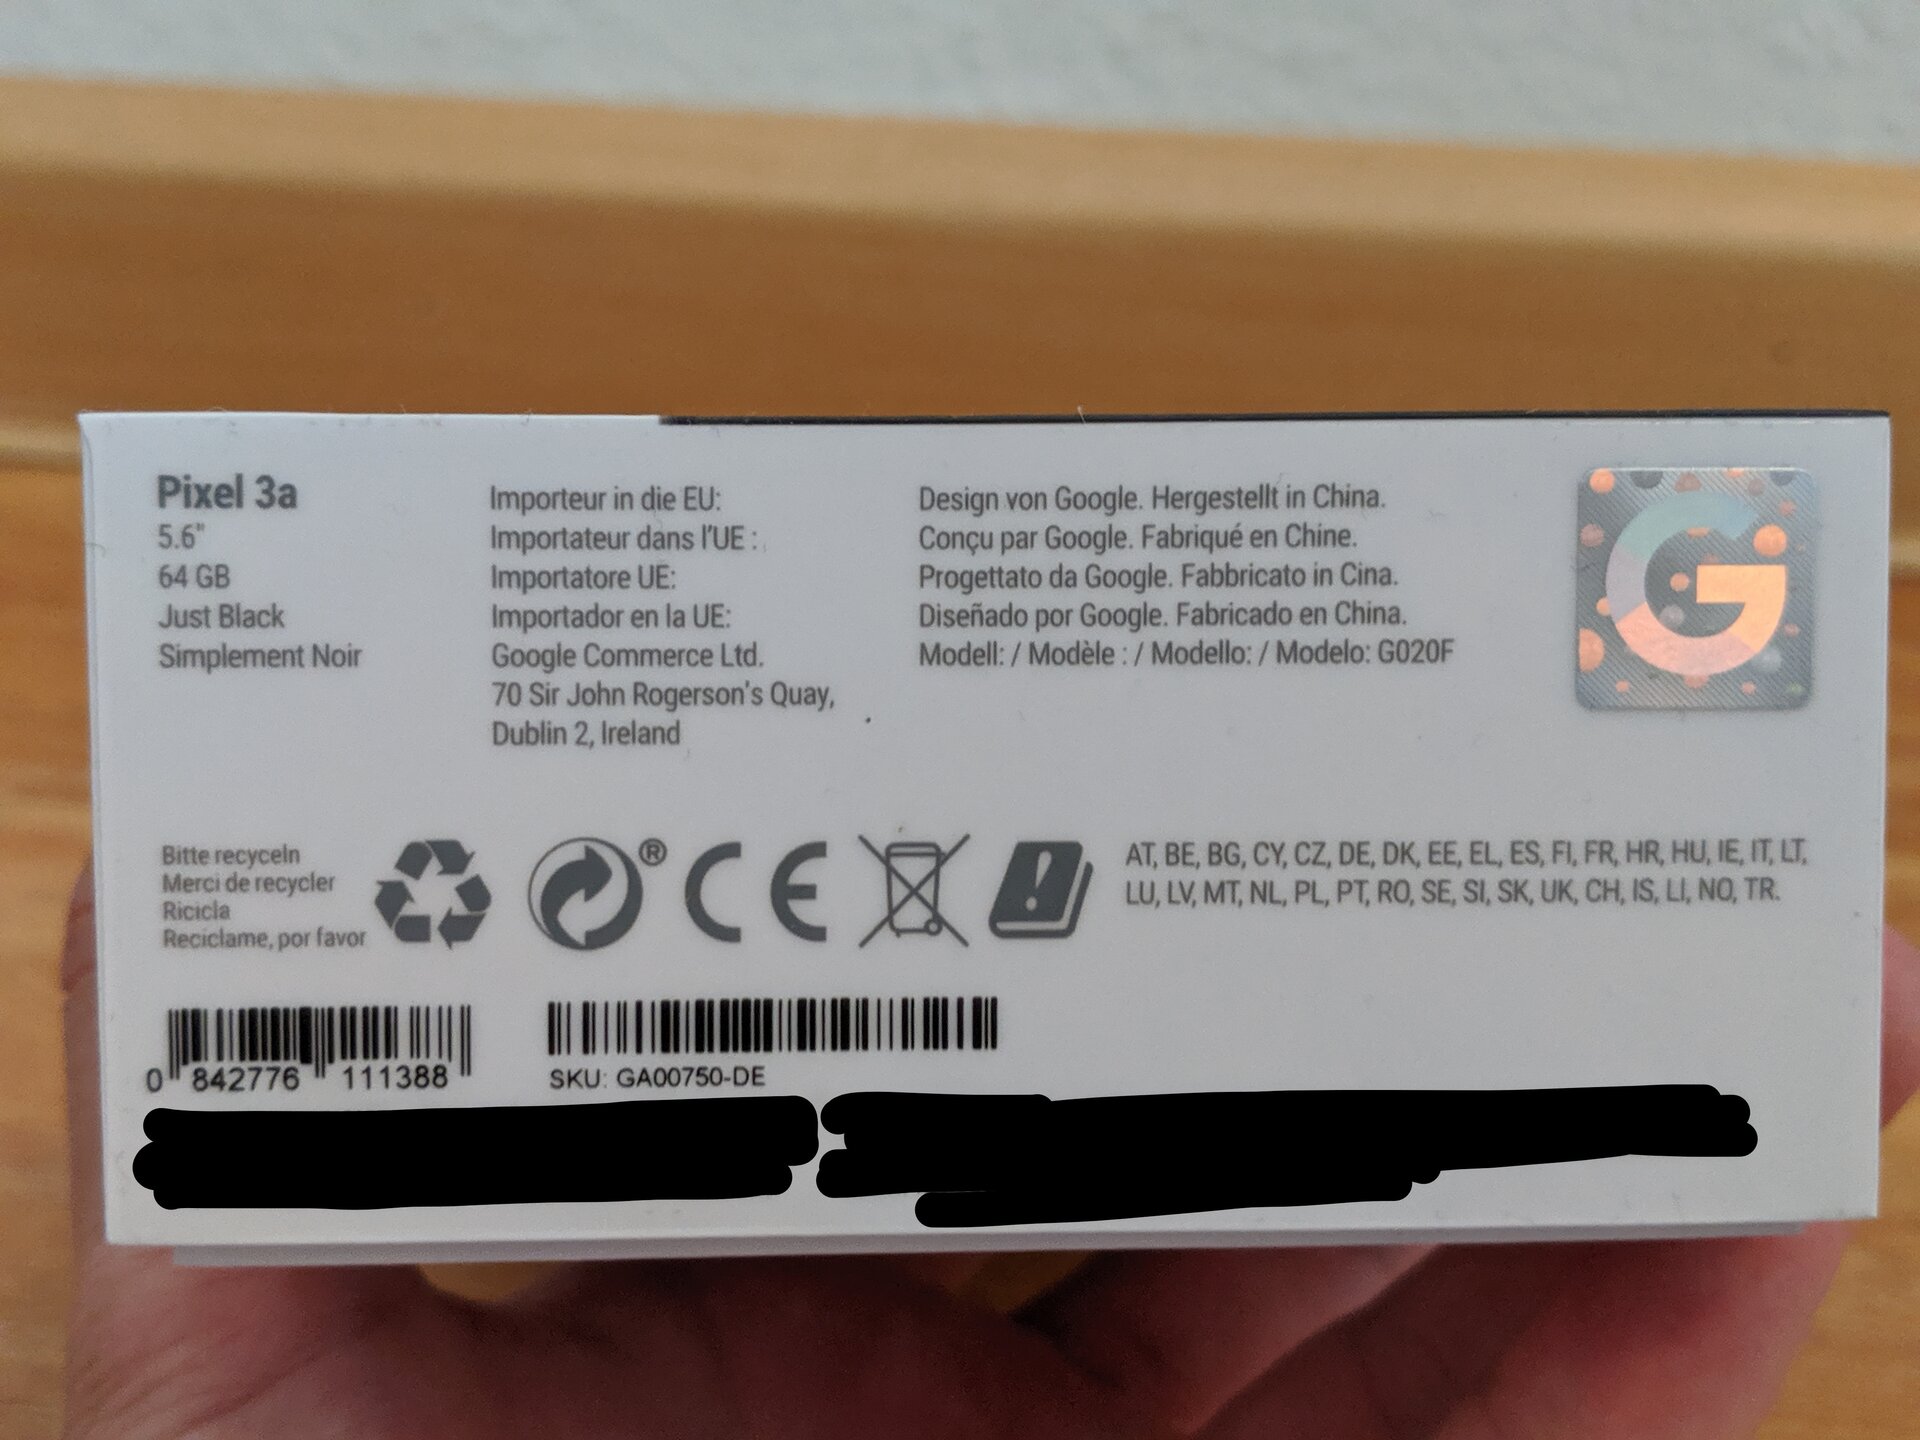 Pixel 3a
5.6"
64 GB
Just Black
Simplement Noir
Importeur in die EU:
Importateur dans l'UE :
Importatore UE:
Importador en la UE:
Google Commerce Ltd.
70 Sir John Rogerson's Quay,
Dublin 2, Ireland
Design von Google. Hergestellt in China.
Conçu par Google. Fabriqué en Chine.
Progettato da Google. Fabbricato in Cina.
Diseñado por Google. Fabricado en China.
Modell: / Modèle : / Modello: / Modelo: G020F
G
Bitte recyceln
Merci de recycler
Ricicla
Reciclame, por favor
®
CE
!
AT, BE, BG, CY, CZ, DE, DK, EE, EL, ES, FI, FR, HR, HU, IE, IT, LT,
LU, LV, MT, NL, PL, PT, RO, SE, SI, SK, UK, CH, IS, LI, NO, TR.
0 842776 111388
SKU: GA00750-DE